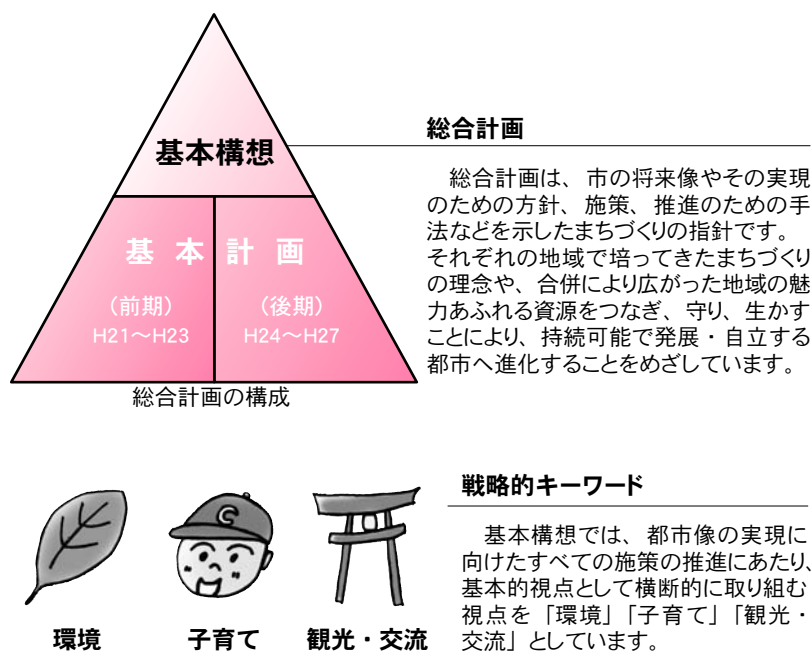 基本構想
基本計画
(前期)
H21～H23
(後期)
H24～H27
総合計画の構成
総合計画
　総合計画は、市の将来像やその実現
のための方針、施策、推進のための手
法などを示したまちづくりの指針です。
それぞれの地域で培ってきたまちづくり
の理念や、合併により広がった地域の魅
力あふれる資源をつなぎ、守り、生かす
ことにより、持続可能で発展・自立する
都市へ進化することをめざしています。
C
環境
子育て
観光・交流
戦略的キーワード
　基本構想では、都市像の実現に
向けたすべての施策の推進にあたり、
基本的視点として横断的に取り組む
視点を「環境」「子育て」「観光・
交流」としています。